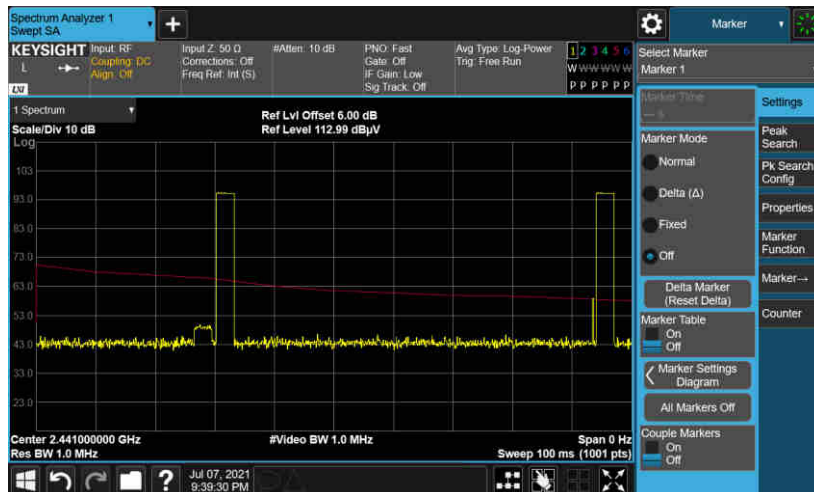 Spectrum Analyzer 1
Swept SA
+
Marker
KEYSIGHT
L
LXI
Input: RF
Coupling: DC
Align: Off
Input Z: 50 Ω
Corrections: Off
Freq Ref: Int (S)
#Atten: 10 dB
PNO: Fast
Gate: Off
IF Gain: Low
Sig Track: Off
Avg Type: Log-Power
Trig: Free Run
1 2 3 4 5 6
W W W W W W
P P P P P P
Select Marker
Marker 1
1 Spectrum
Scale/Div 10 dB
Log
Ref Lvl Offset 6.00 dB
Ref Level 112.99 dBµV
103
93.0
83.0
73.0
63.0
53.0
43.0
33.0
23.0
Center 2.441000000 GHz
Res BW 1.0 MHz
#Video BW 1.0 MHz
Span 0 Hz
Sweep 100 ms (1001 pts)
Marker Time
--- s
Marker Mode
Normal
Delta (Δ)
Fixed
Off
Delta Marker
(Reset Delta)
Marker Table
On
Off
Marker Settings
Diagram
All Markers Off
Couple Markers
On
Off
Settings
Peak
Search
Pk Search
Config
Properties
Marker
Function
Marker→
Counter
?
Jul 07, 2021
9:39:30 PM